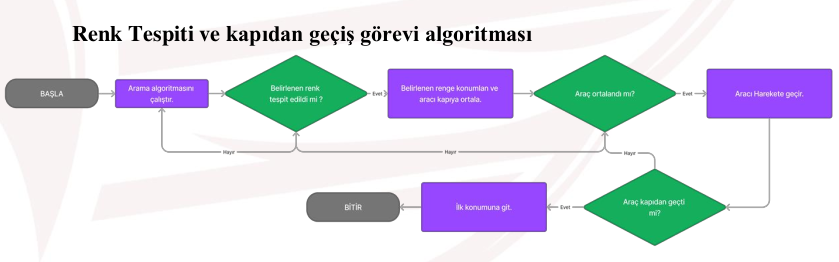 Renk Tespiti ve kapıdan geçiş görevi algoritması
BAŞLA
Arama algoritmasını
çalıştır.
Belirlenen renk
tespit edildi mi ?
Evet
Belirlenen renge konumlan ve
aracı kapıya ortala.
Araç ortalandı mı?
Evet
Aracı Harekete geçir.
Hayır
Hayır
Hayır
Araç kapıdan geçti
mi?
Evet
İlk konumuna git.
BİTİR